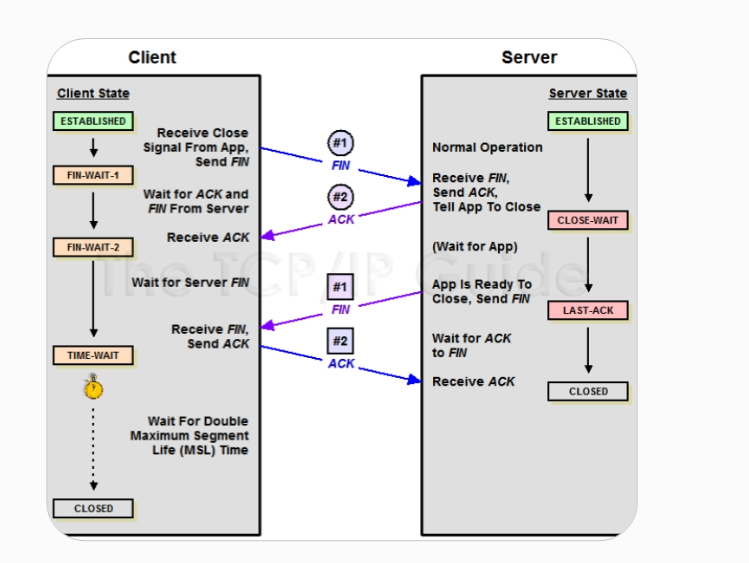 Client
Server
Client State
Server State
ESTABLISHED
ESTABLISHED
Receive Close
Signal From App,
Send FIN
#1
FIN
Normal Operation
FIN-WAIT-1
Receive FIN,
Send ACK,
Tell App To Close
Wait for ACK and
FIN From Server
#2
ACK
CLOSE-WAIT
Receive ACK
FIN-WAIT-2
(Wait for App)
The TCP/IP Guide
Wait for Server FIN
#1
FIN
App Is Ready To
Close, Send FIN
LAST-ACK
Receive FIN,
Send ACK
#2
ACK
Wait for ACK
to FIN
TIME-WAIT
Receive ACK
CLOSED
Wait For Double
Maximum Segment
Life (MSL) Time
CLOSED